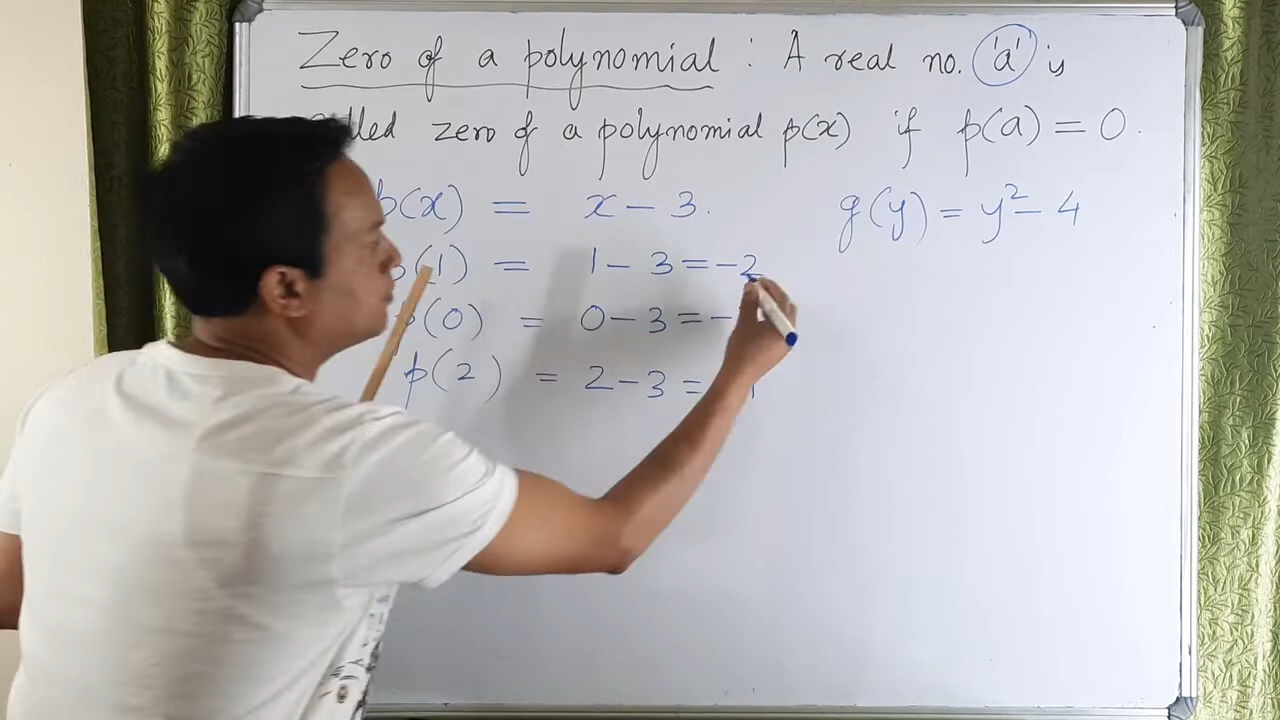 Zero of a polynomial : A real no. 'a' is
zero of a polynomial p(x) if p(a) = 0.
p(x) = x - 3.
p(1) = 1 - 3 = -2
p(0) = 0 - 3 = -
p(2) = 2 - 3 = 1
g(y) = y² - 4